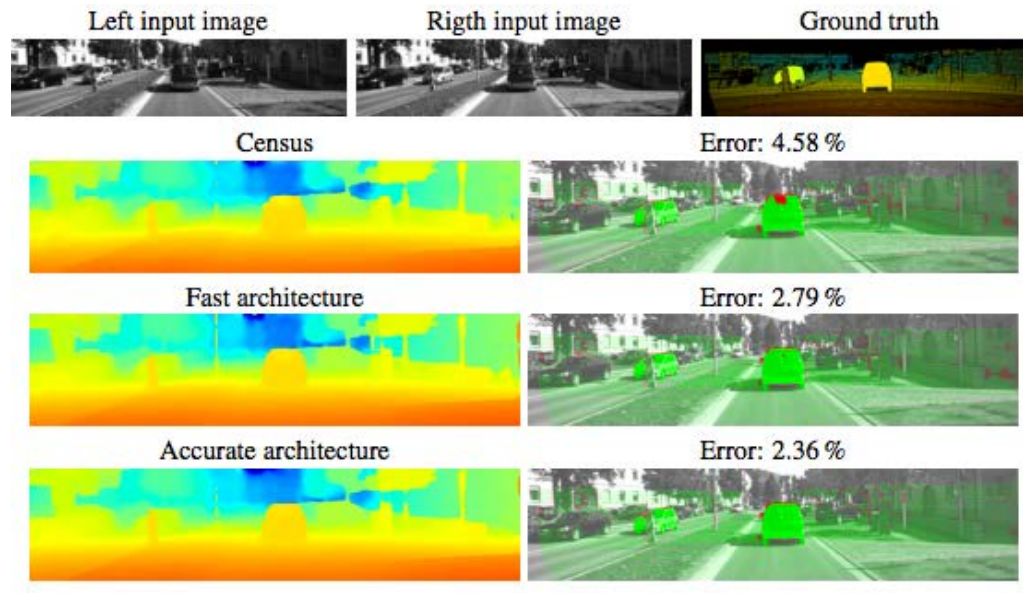 Left input image
Rigth input image
Ground truth
Census
Error: 4.58 %
Fast architecture
Error: 2.79 %
Accurate architecture
Error: 2.36 %